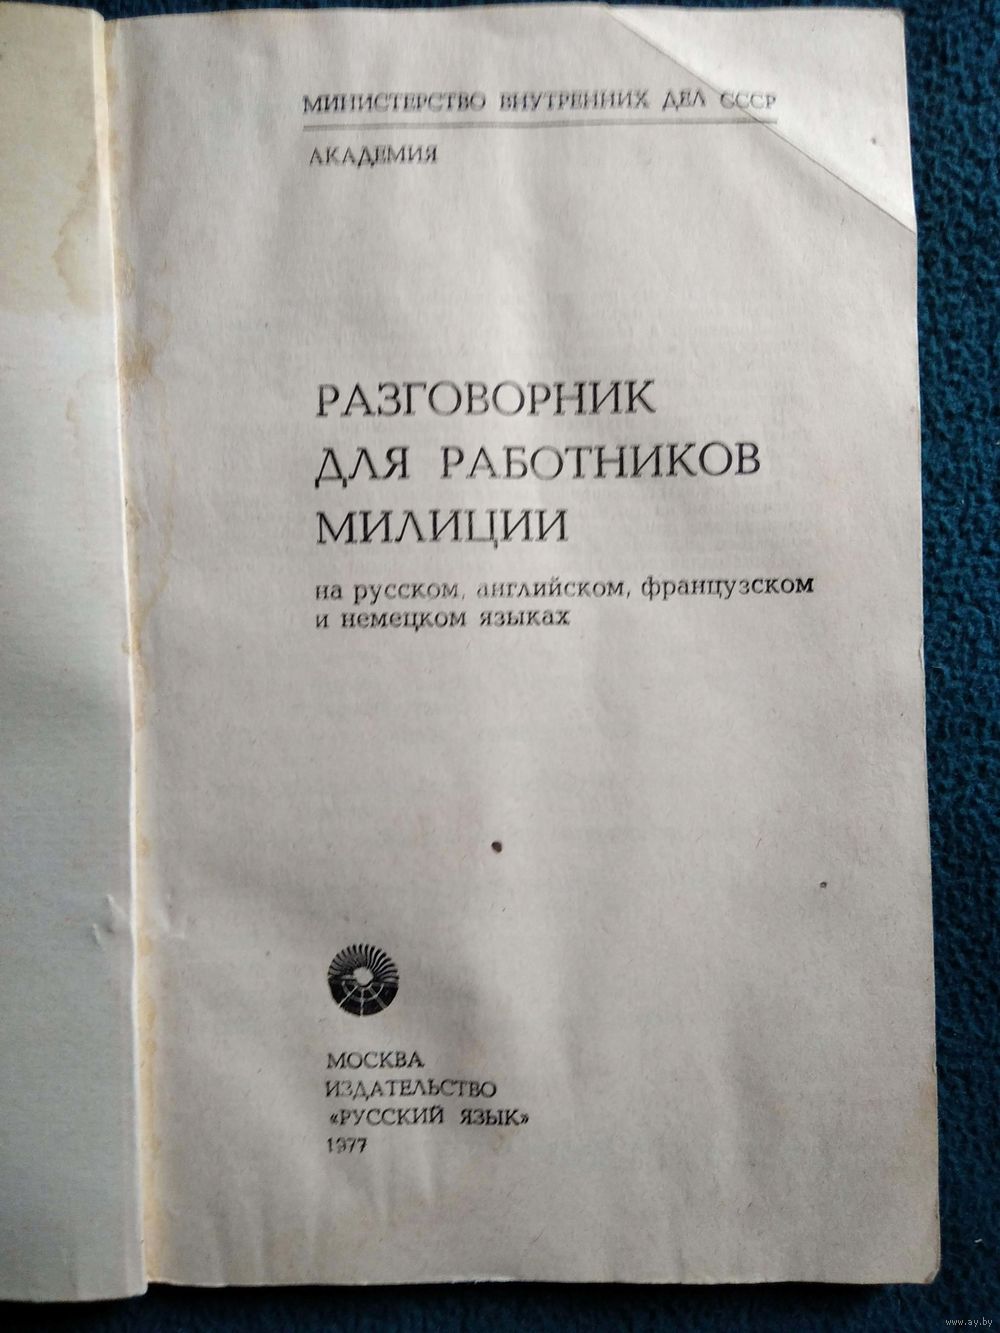 МИНИСТЕРСТВО ВНУТРЕННИХ ДЕЛ СССР
АКАДЕМИЯ
РАЗГОВОРНИК
ДЛЯ РАБОТНИКОВ
МИЛИЦИИ
на русском, английском, французском
и немецком языках
МОСКВА
ИЗДАТЕЛЬСТВО
«РУССКИЙ ЯЗЫК»
1977
www.ay.by